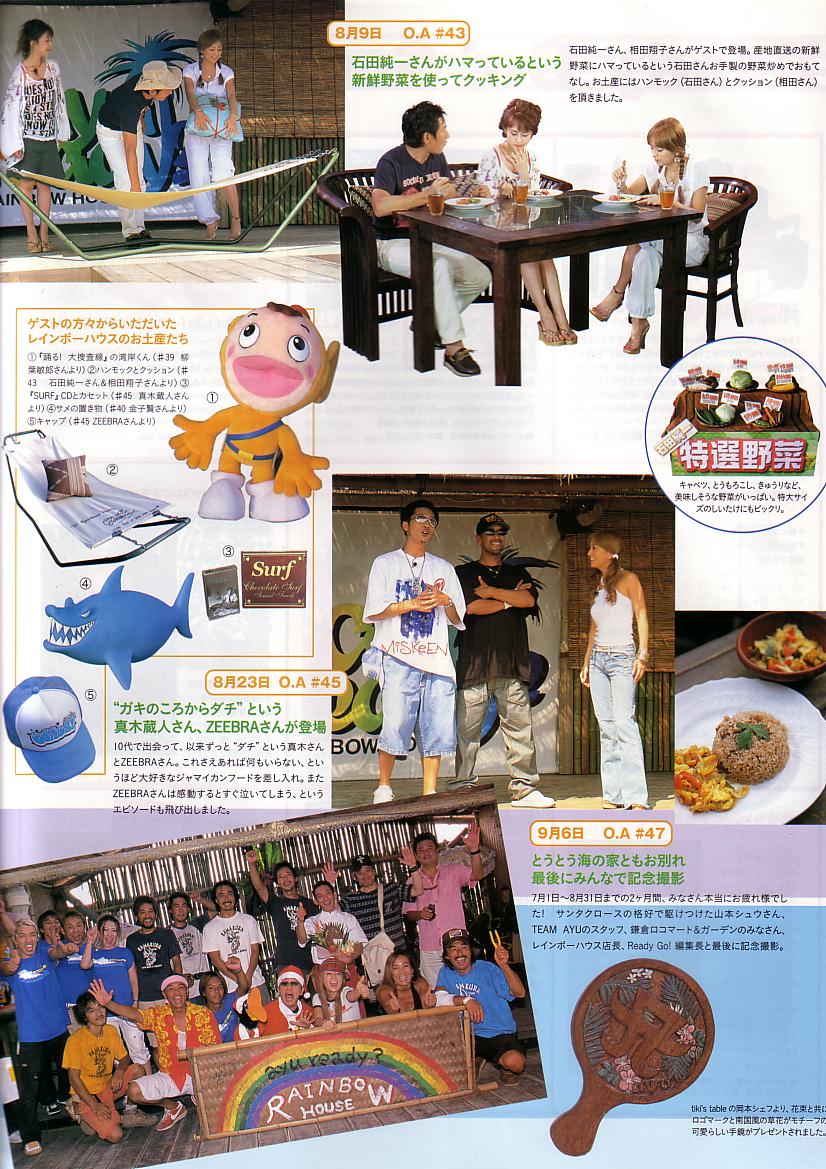 8月9日 O.A #43
石田純一さんがハマっているという
新鮮野菜を使ってクッキング
石田純一さん、相田翔子さんがゲストで登場。産地直送の新鮮
野菜にハマっているという石田さんお手製の野菜炒めでおもて
なし。お土産にはハンモック（石田さん）とクッション（相田さん）
を頂きました。
RAINBOW HOUSE
ゲストの方々からいただいた
レインボーハウスのお土産たち
①『踊る！大捜査線』の湾岸くん（＃39 柳
葉敏郎さんより）②ハンモックとクッション（＃
43 石田純一さん＆相田翔子さんより）③
『SURF』CDとカセット（＃45 真木蔵人さん
より）④サメの置き物（＃40 金子賢さんより）
⑤キャップ（＃45 ZEEBRAさんより）
①
②
③
Surf
Chocolate Surf
Sound Track
④
⑤
石田純一
特選野菜
キャベツ、とうもろこし、きゅうりなど、
美味しそうな野菜がいっぱい。特大サイ
ズのしいたけにもビックリ。
MISKEEN
8月23日 O.A #45
“ガキのころからダチ”という
真木蔵人さん、ZEEBRAさんが登場
10代で出会って、以来ずっと“ダチ”という真木さん
とZEEBRAさん。これさえあれば何もいらない、とい
うほど大好きなジャマイカンフードを差し入れ。また
ZEEBRAさんは感動するとすぐ泣いてしまう、という
エピソードも飛び出しました。
9月6日 O.A #47
とうとう海の家ともお別れ
最後にみんなで記念撮影
7月1日〜8月31日までの2ヶ月間、みなさん本当にお疲れ様でし
た！ サンタクロースの格好で駆けつけた山本シュウさん、
TEAM AYUのスタッフ、鎌倉ロコマート＆ガーデンのみなさん、
レインボーハウス店長、Ready Go! 編集長と最後に記念撮影。
ayu ready?
RAINBOW
HOUSE
tiki's table の岡本シェフより、花束と共に
ロゴマークと南国風の草花がモチーフの
可愛らしい手鏡がプレゼントされました。